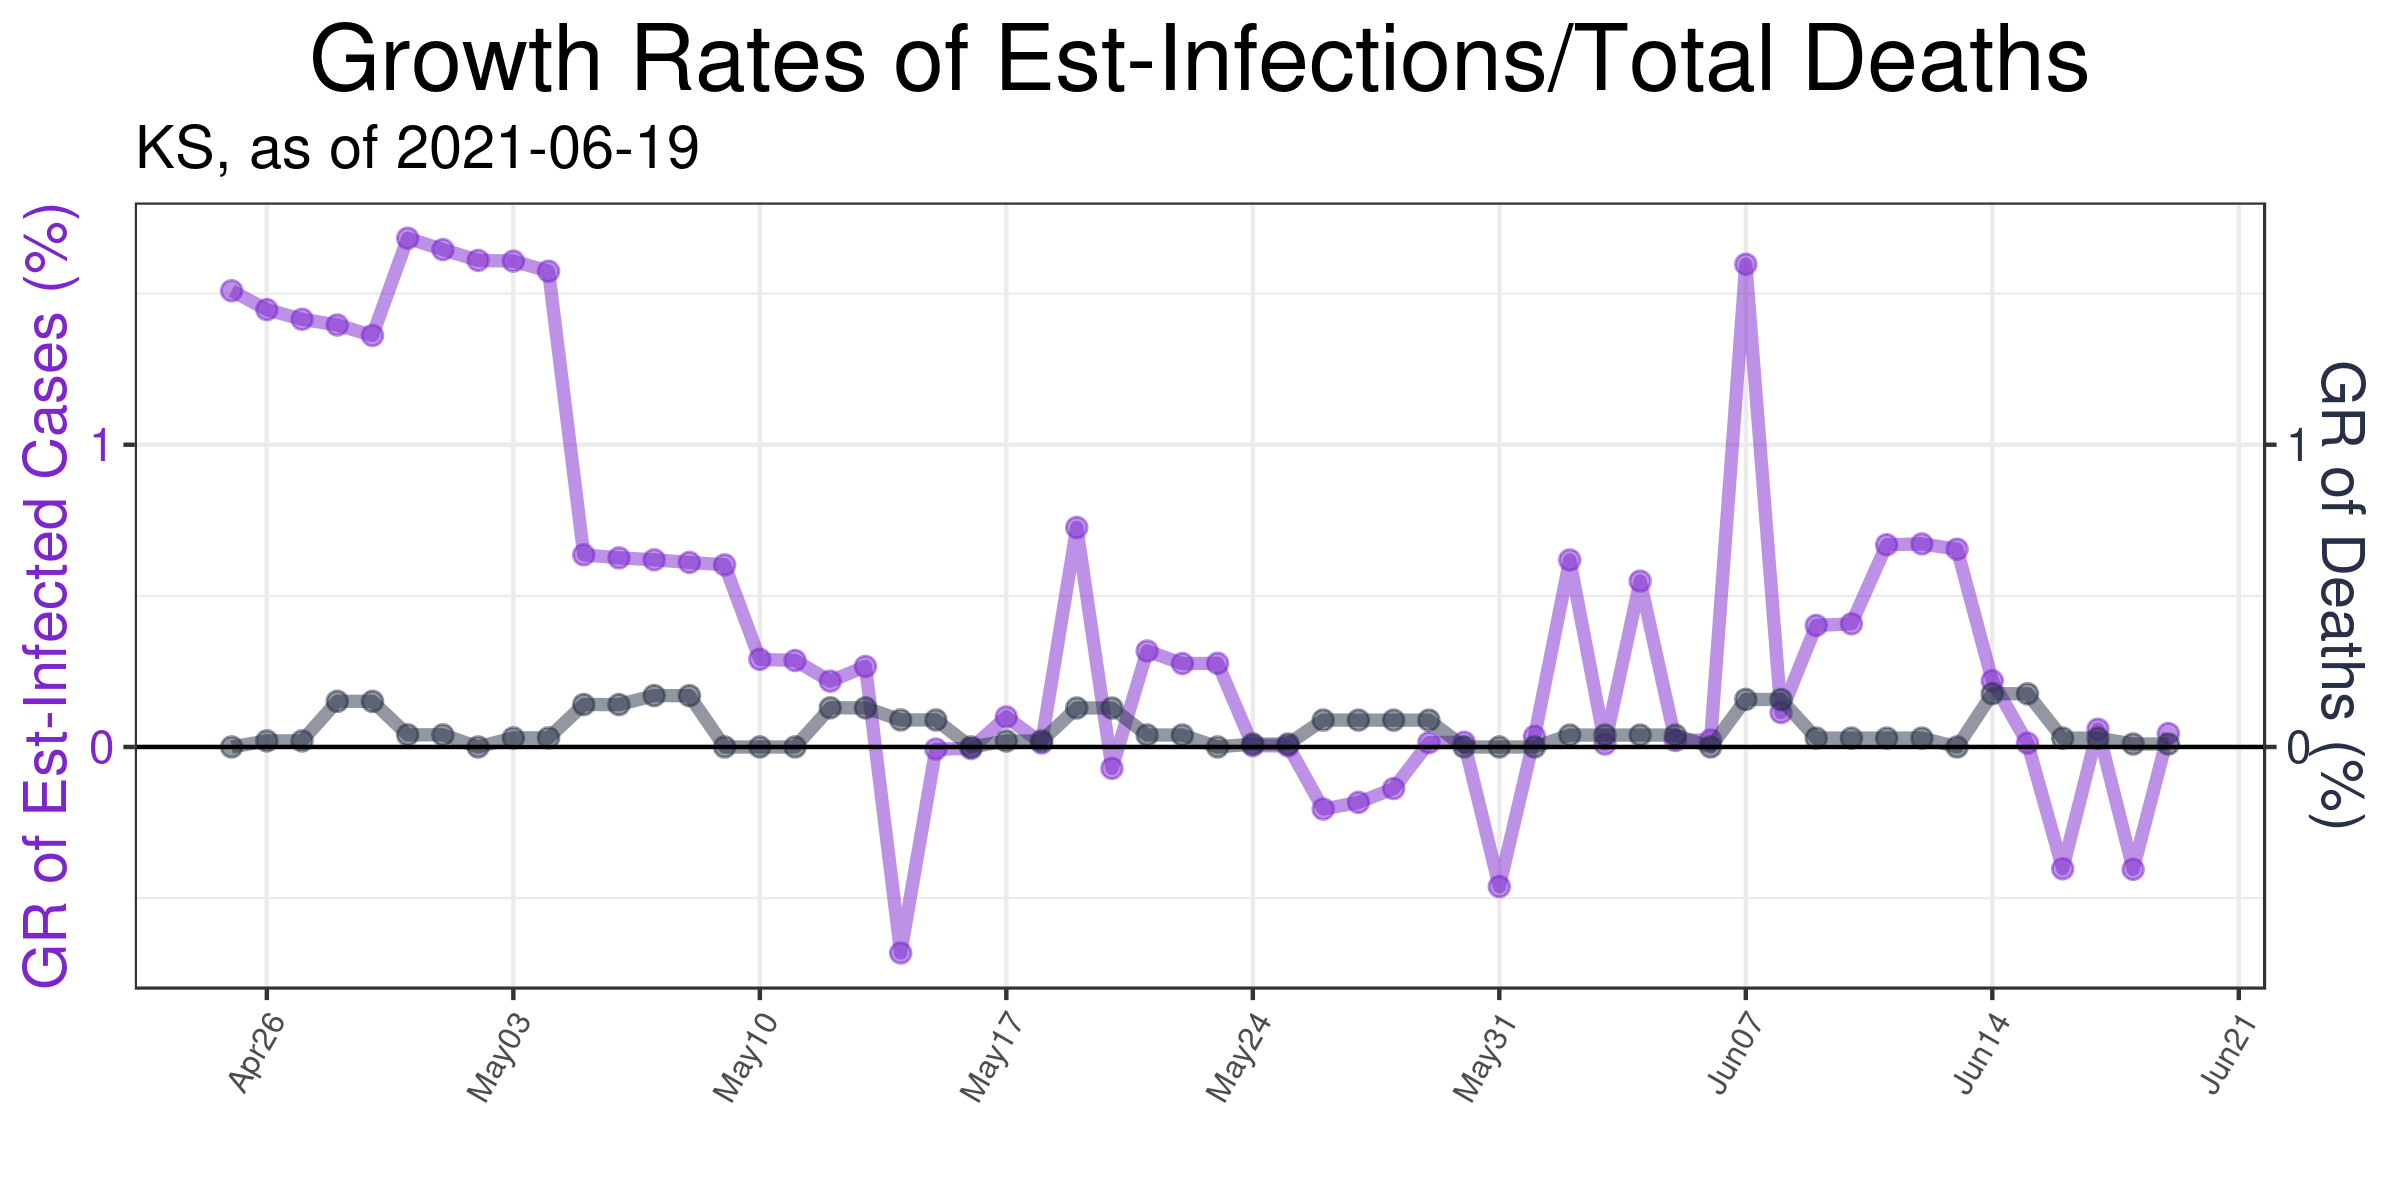 Growth Rates of Est-Infections/Total Deaths
KS, as of 2021-06-19
GR of Est-Infected Cases (%)
1
0
1
0
GR of Deaths (%)
Apr26
May03
May10
May17
May24
May31
Jun07
Jun14
Jun21